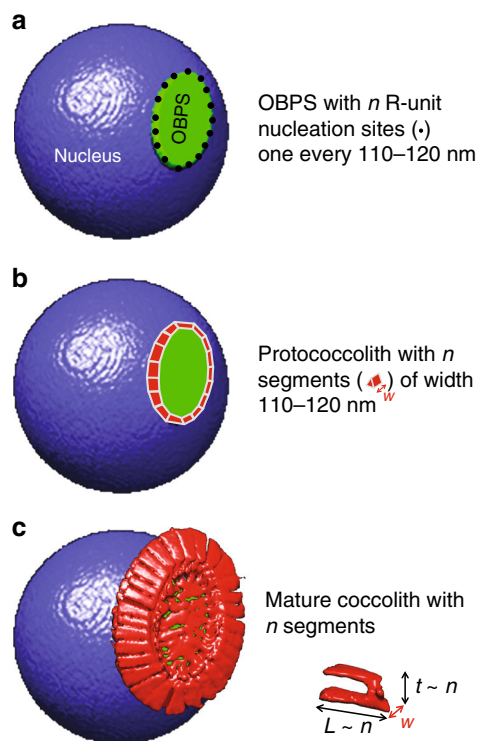 a
Nucleus
OBPS
OBPS with n R-unit
nucleation sites (•)
one every 110–120 nm
b
Protococcolith with n
segments ( ) of width
w
110–120 nm
c
Mature coccolith with
n segments
t ~ n
L ~ n
w